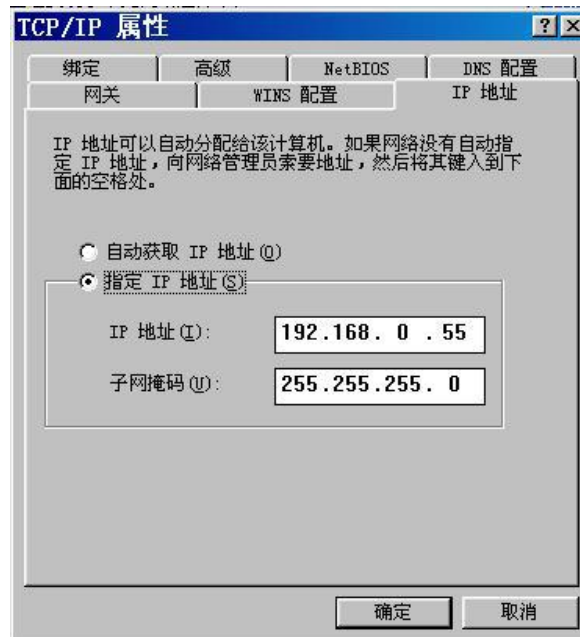 TCP/IP 属性
绑定 高级 NetBIOS DNS 配置
网关 WINS 配置 IP 地址
IP 地址可以自动分配给该计算机。如果网络没有自动指
定 IP 地址，向网络管理员索要地址，然后将其键入到下
面的空格处。
自动获取 IP 地址(O)
指定 IP 地址(S)
IP 地址(I): 192.168. 0 .55
子网掩码(U): 255.255.255. 0
确定 取消